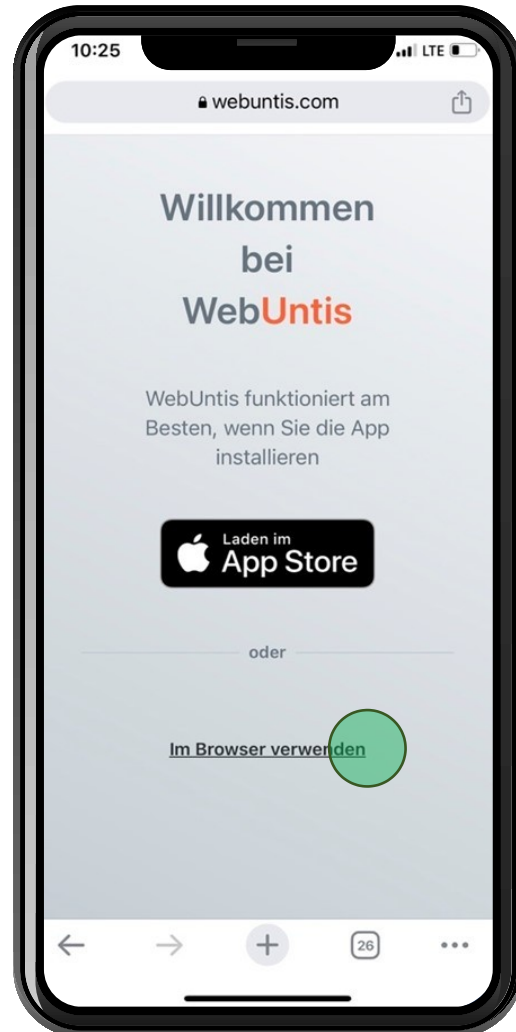 10:25
LTE
webuntis.com
Willkommen
bei
WebUntis
WebUntis funktioniert am
Besten, wenn Sie die App
installieren
Laden im
App Store
oder
Im Browser verwenden
26